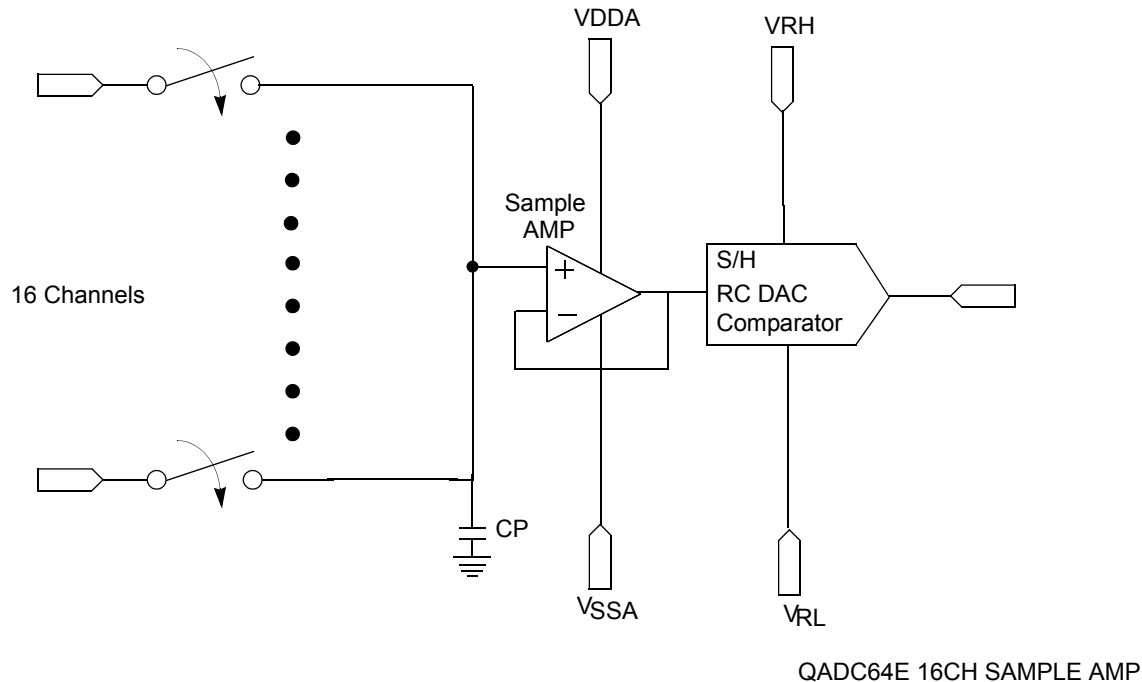 VDDA
VRH
Sample
AMP
+
S/H
RC DAC
Comparator
16 Channels
–
CP
VSSA
VRL
QADC64E 16CH SAMPLE AMP